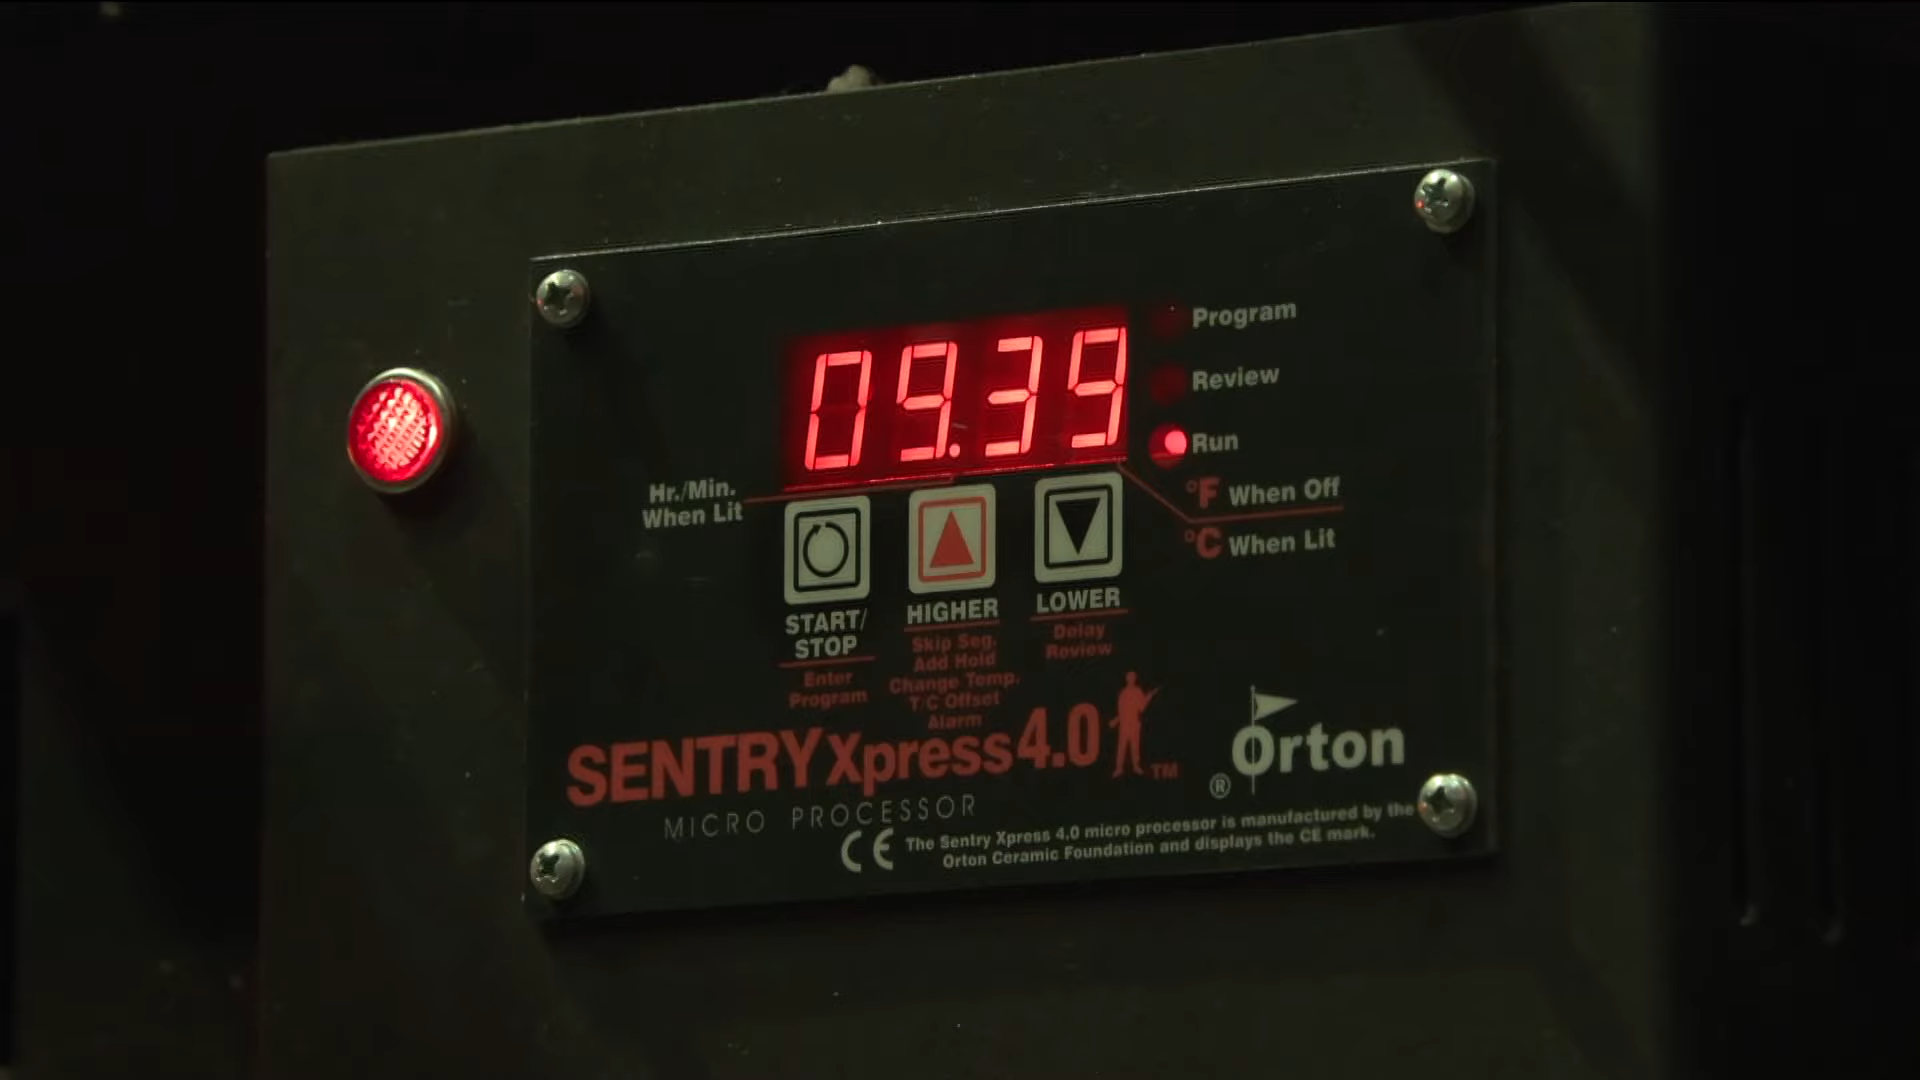 09.39
Program
Review
Run
°F When Off
°C When Lit
Hr./Min.
When Lit
START/
STOP
Enter
Program
HIGHER
Skip Seg.
Add Hold
Change Temp.
T/C Offset
Alarm
LOWER
Delay
Review
SENTRY Xpress 4.0 TM
MICRO PROCESSOR
® Orton
CE The Sentry Xpress 4.0 micro processor is manufactured by the
Orton Ceramic Foundation and displays the CE mark.